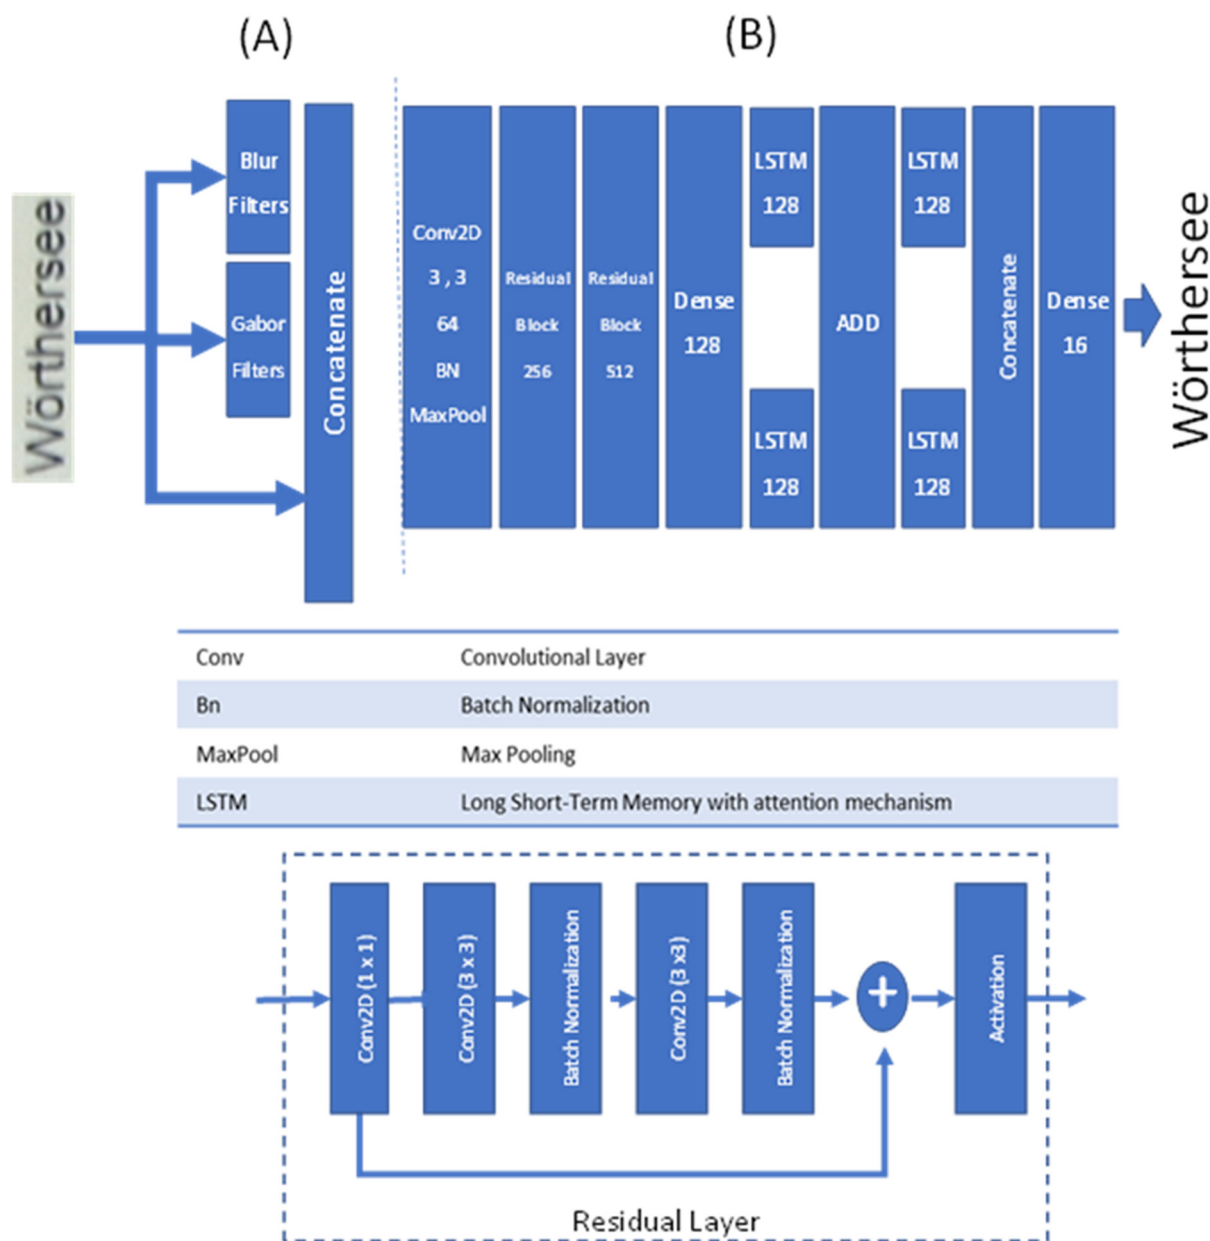 (A)
(B)
Wörthersee
Blur
Filters
Gabor
Filters
Concatenate
Conv2D
3 , 3
64
BN
MaxPool
Residual
Block
256
Residual
Block
512
Dense
128
LSTM
128
LSTM
128
ADD
LSTM
128
LSTM
128
Concatenate
Dense
16
Wörthersee
Conv Convolutional Layer
Bn Batch Normalization
MaxPool Max Pooling
LSTM Long Short-Term Memory with attention mechanism
Conv2D (1 x 1)
Conv2D (3 x 3)
Batch Normalization
Conv2D (3 x3)
Batch Normalization
+
Activation
Residual Layer